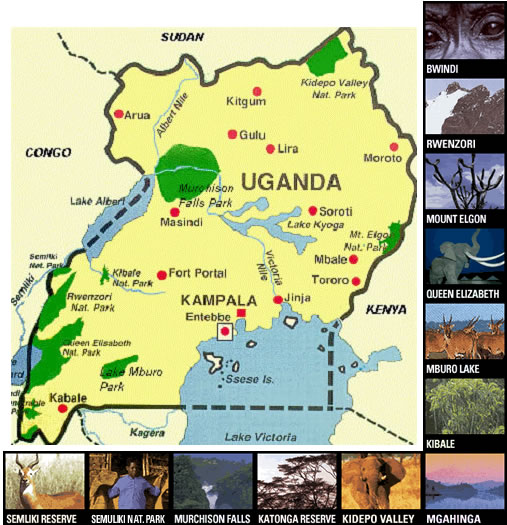 SUDAN
Kidepo Valley
Nat. Park
Kitgum
Arua
Albert Nile
Gulu
Lira
Moroto
CONGO
Murchison
Falls Park
UGANDA
Lake Albert
Masindi
Soroti
Lake Kyoga
Mt. Elgon
Nat. Park
Mbale
Tororo
Victoria
Nile
Semliki
Nat. Park
Semliki
Kibale
Nat. Park
Fort Portal
Rwenzori
Nat. Park
KAMPALA
Entebbe
Jinja
KENYA
Queen Elisabeth
Nat. Park
Lake Mburo
Park
Ssese Is.
Kabale
Kagera
Lake Victoria
BWINDI
RWENZORI
MOUNT ELGON
QUEEN ELIZABETH
MBURO LAKE
KIBALE
MGAHINGA
SEMLIKI RESERVE
SEMULIKI NAT. PARK
MURCHISON FALLS
KATONGA RESERVE
KIDEPO VALLEY